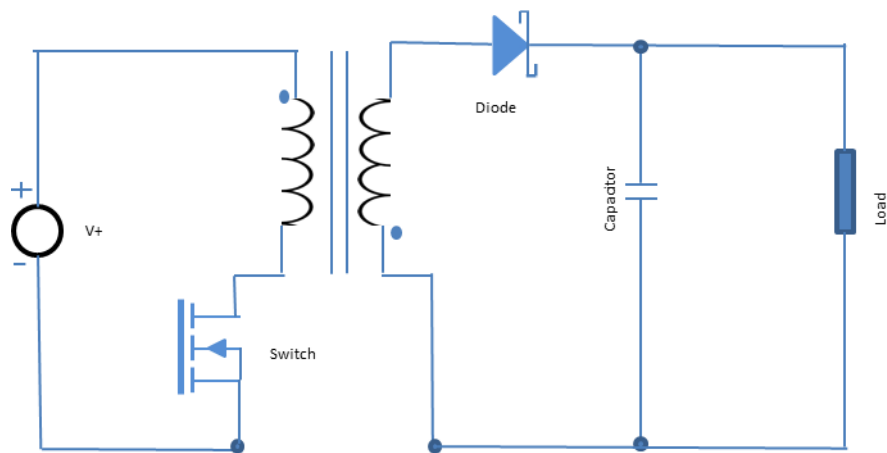 Diode
+
Capacitor
Load
V+
-
Switch